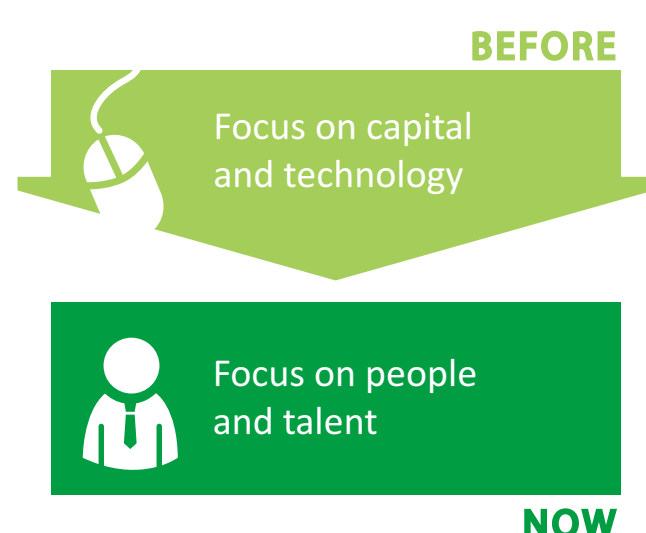 BEFORE
Focus on capital
and technology
Focus on people
and talent
NOW